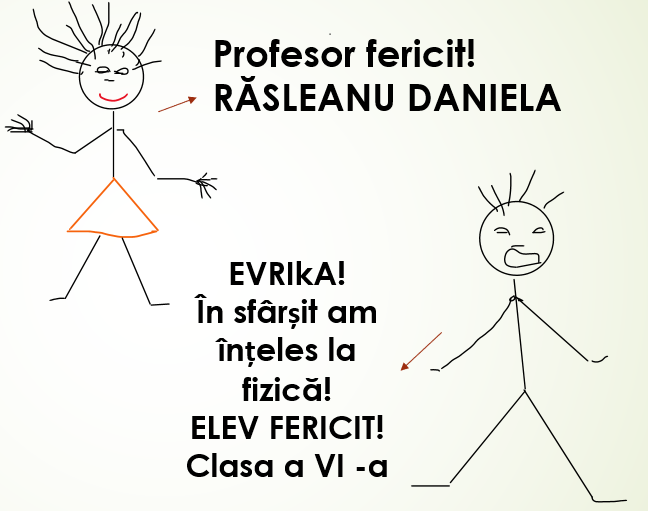 Profesor fericit!
RĂSLEANU DANIELA
EVRIkA!
În sfârșit am
înțeles la
fizică!
ELEV FERICIT!
Clasa a VI -a